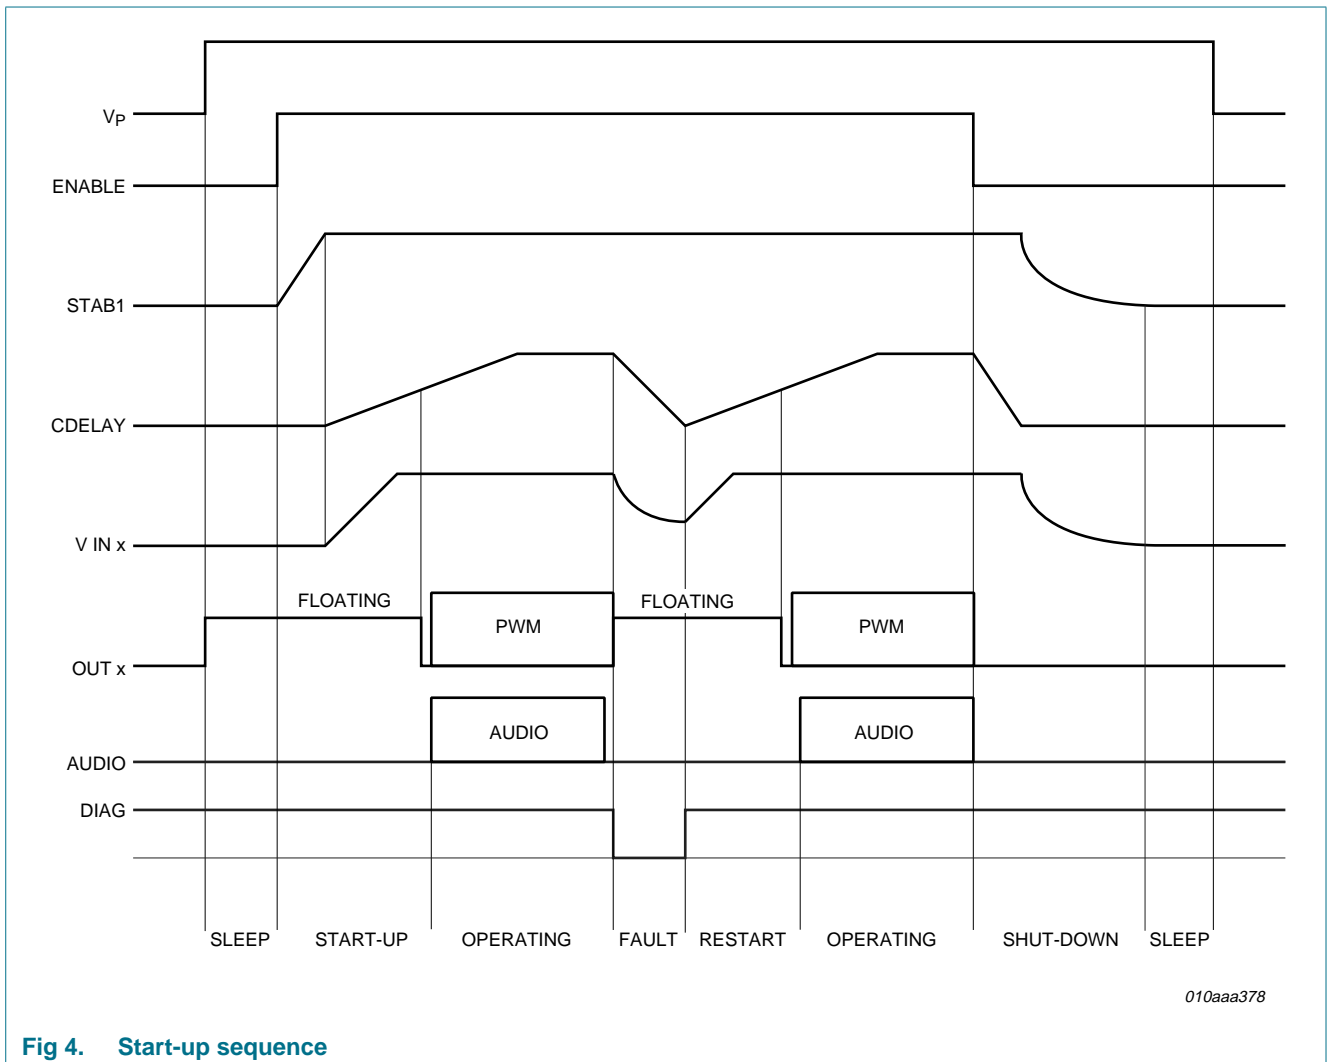 VP
ENABLE
STAB1
CDELAY
V IN x
FLOATING FLOATING
PWM PWM
OUT x
AUDIO AUDIO
AUDIO
DIAG
SLEEP START-UP OPERATING FAULT RESTART OPERATING SHUT-DOWN SLEEP
010aaa378
Fig 4. Start-up sequence